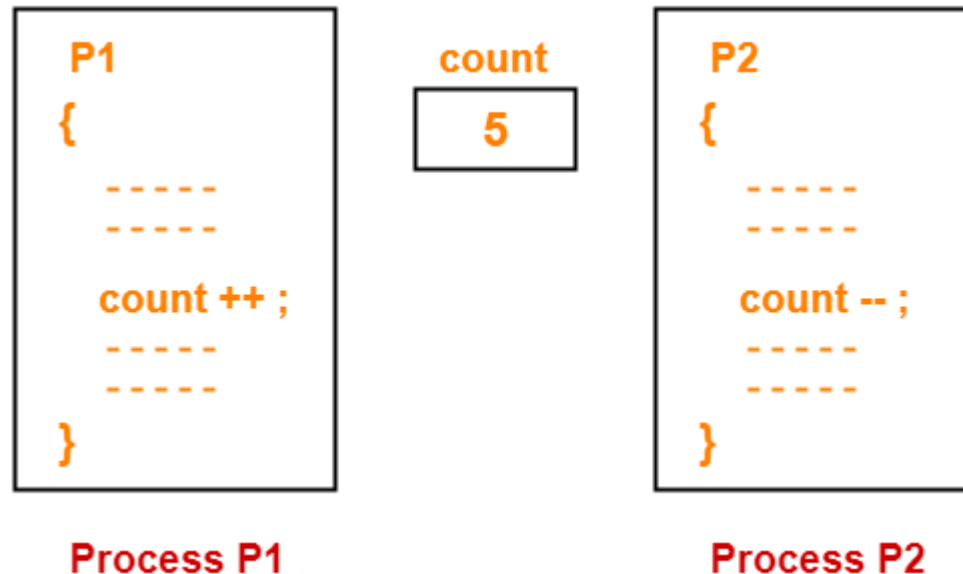 P1
{
- - - - -
- - - - -
count ++ ;
- - - - -
- - - - -
}
Process P1
count
5
P2
{
- - - - -
- - - - -
count -- ;
- - - - -
- - - - -
}
Process P2